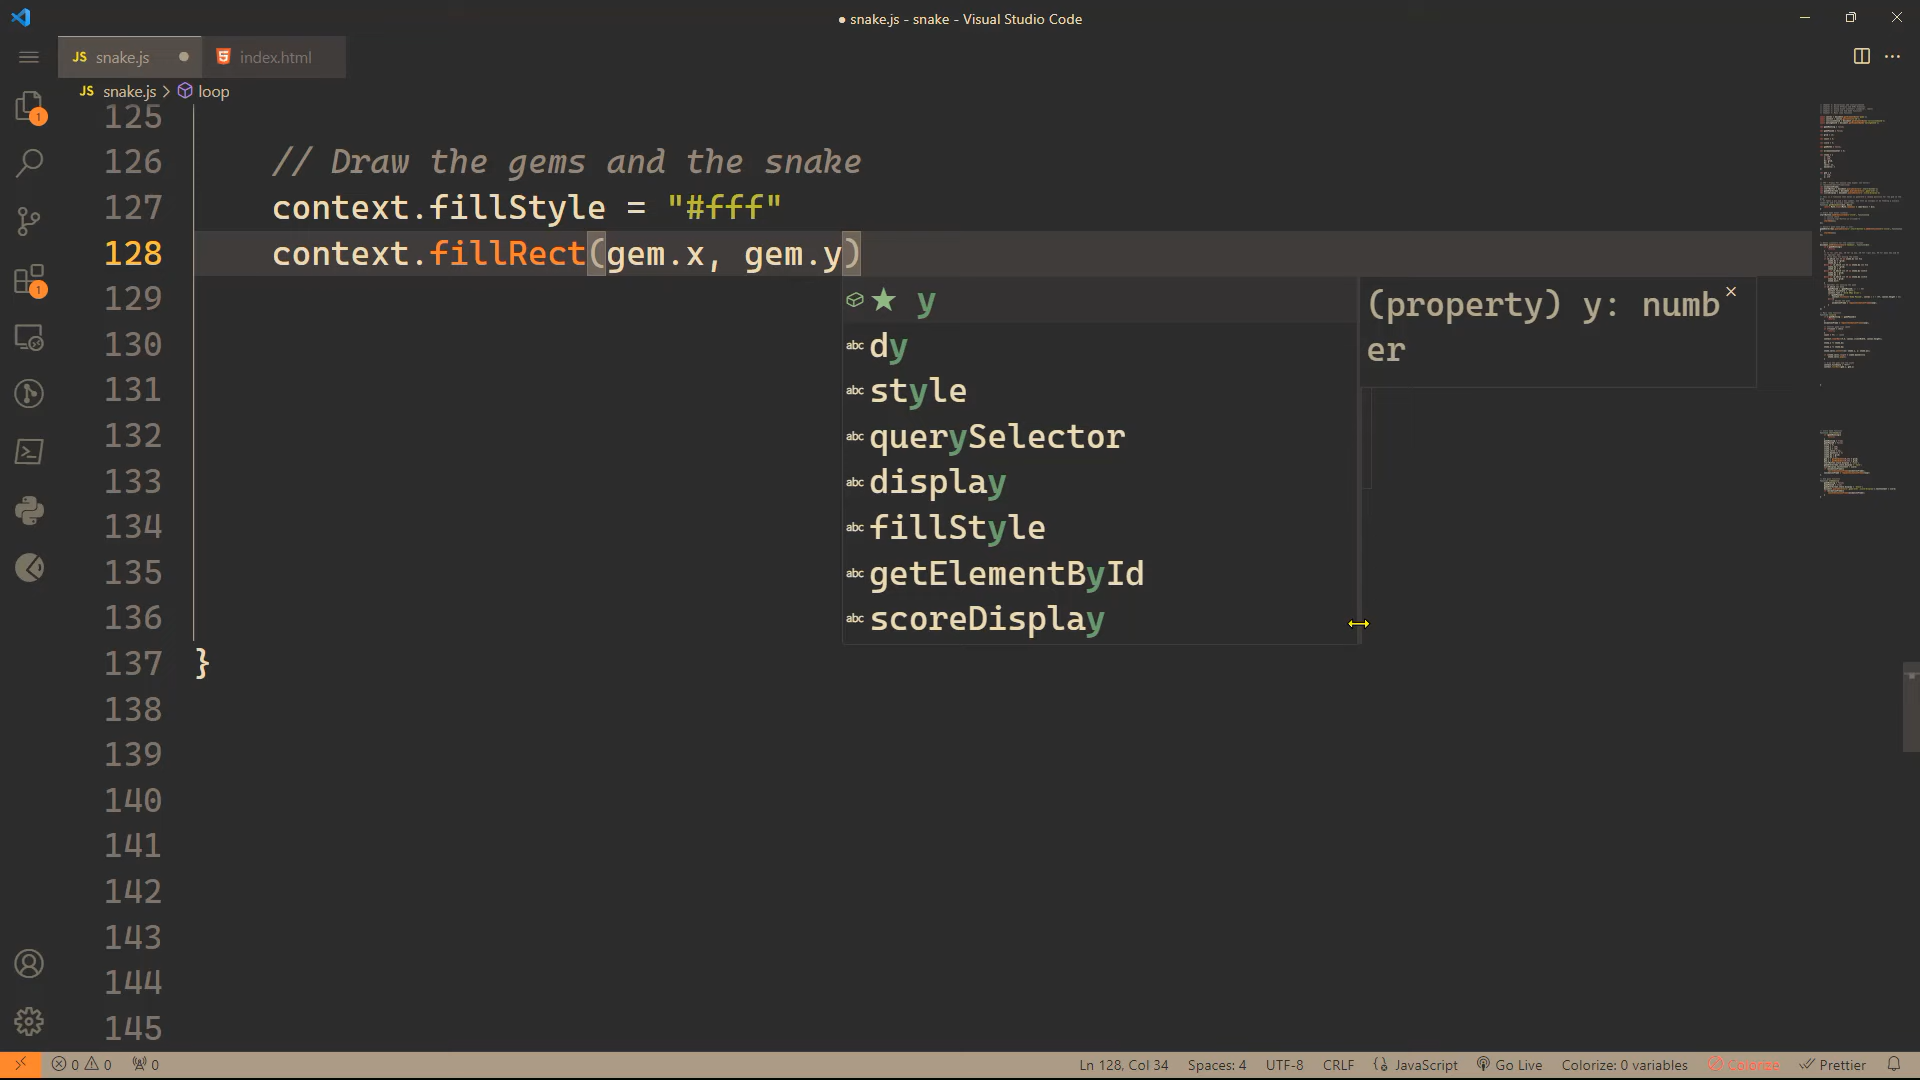 ● snake.js - snake - Visual Studio Code
JS snake.js ● index.html
JS snake.js > loop
125
126 // Draw the gems and the snake
127 context.fillStyle = "#fff"
128 context.fillRect(gem.x, gem.y)
129 ★ y (property) y: numb
130 abc dy er
131 abc style
132 abc querySelector
133 abc display
134 abc fillStyle
135 abc getElementById
136 abc scoreDisplay
137 }
138
139
140
141
142
143
144
145
1
1
0 0 0 Ln 128, Col 34 Spaces: 4 UTF-8 CRLF {} JavaScript Go Live Colorize: 0 variables Colorize Prettier